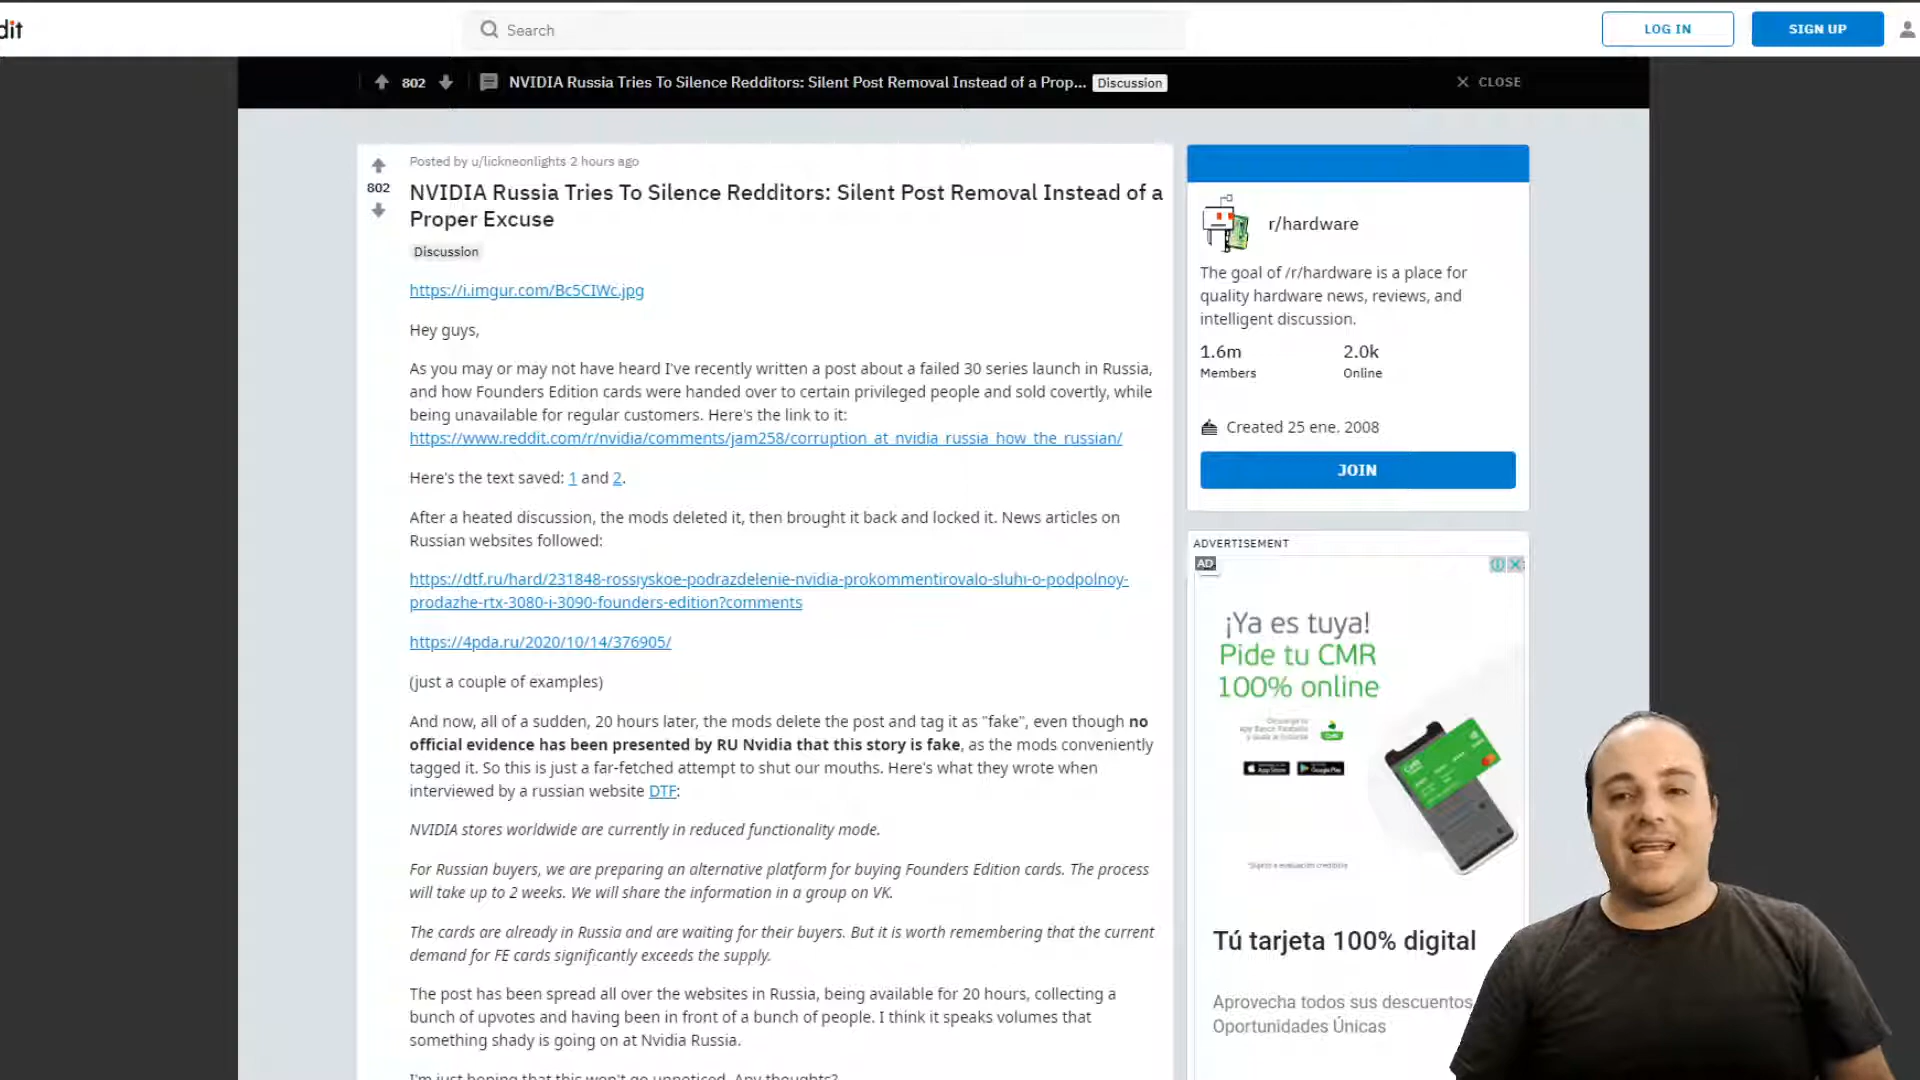 dit
Search
LOG IN
SIGN UP
802
NVIDIA Russia Tries To Silence Redditors: Silent Post Removal Instead of a Prop...
Discussion
CLOSE
Posted by u/lickneonlights 2 hours ago
802
NVIDIA Russia Tries To Silence Redditors: Silent Post Removal Instead of a
Proper Excuse
Discussion
https://i.imgur.com/Bc5CIWc.jpg
Hey guys,
As you may or may not have heard I've recently written a post about a failed 30 series launch in Russia,
and how Founders Edition cards were handed over to certain privileged people and sold covertly, while
being unavailable for regular customers. Here's the link to it:
https://www.reddit.com/r/nvidia/comments/jam258/corruption_at_nvidia_russia_how_the_russian/
Here's the text saved: 1 and 2.
After a heated discussion, the mods deleted it, then brought it back and locked it. News articles on
Russian websites followed:
https://dtf.ru/hard/231848-rossiyskoe-podrazdelenie-nvidia-prokommentirovalo-sluhi-o-podpolnoy-
prodazhe-rtx-3080-i-3090-founders-edition?comments
https://4pda.ru/2020/10/14/376905/
(just a couple of examples)
And now, all of a sudden, 20 hours later, the mods delete the post and tag it as "fake", even though no
official evidence has been presented by RU Nvidia that this story is fake, as the mods conveniently
tagged it. So this is just a far-fetched attempt to shut our mouths. Here's what they wrote when
interviewed by a russian website DTF:
NVIDIA stores worldwide are currently in reduced functionality mode.
For Russian buyers, we are preparing an alternative platform for buying Founders Edition cards. The process
will take up to 2 weeks. We will share the information in a group on VK.
The cards are already in Russia and are waiting for their buyers. But it is worth remembering that the current
demand for FE cards significantly exceeds the supply.
The post has been spread all over the websites in Russia, being available for 20 hours, collecting a
bunch of upvotes and having been in front of a bunch of people. I think it speaks volumes that
something shady is going on at Nvidia Russia.
I'm just hoping that this won't go unnoticed. Any thoughts?
r/hardware
The goal of /r/hardware is a place for
quality hardware news, reviews, and
intelligent discussion.
1.6m
2.0k
Members
Online
Created 25 ene. 2008
JOIN
ADVERTISEMENT
AD
¡Ya es tuya!
Pide tu CMR
100% online
App Store
Google Play
Tú tarjeta 100% digital
Aprovecha todos sus descuentos
Oportunidades Únicas